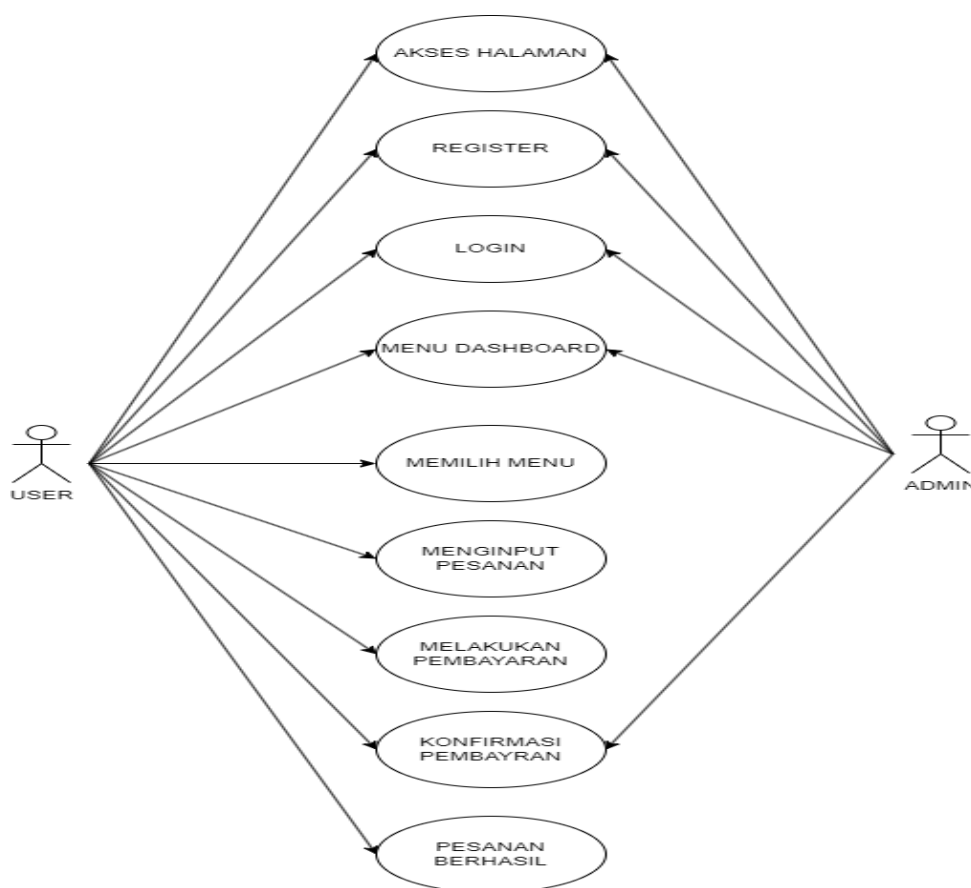 AKSES HALAMAN
REGISTER
LOGIN
MENU DASHBOARD
USER
MEMILIH MENU
ADMIN
MENGINPUT
PESANAN
MELAKUKAN
PEMBAYARAN
KONFIRMASI
PEMBAYRAN
PESANAN
BERHASIL